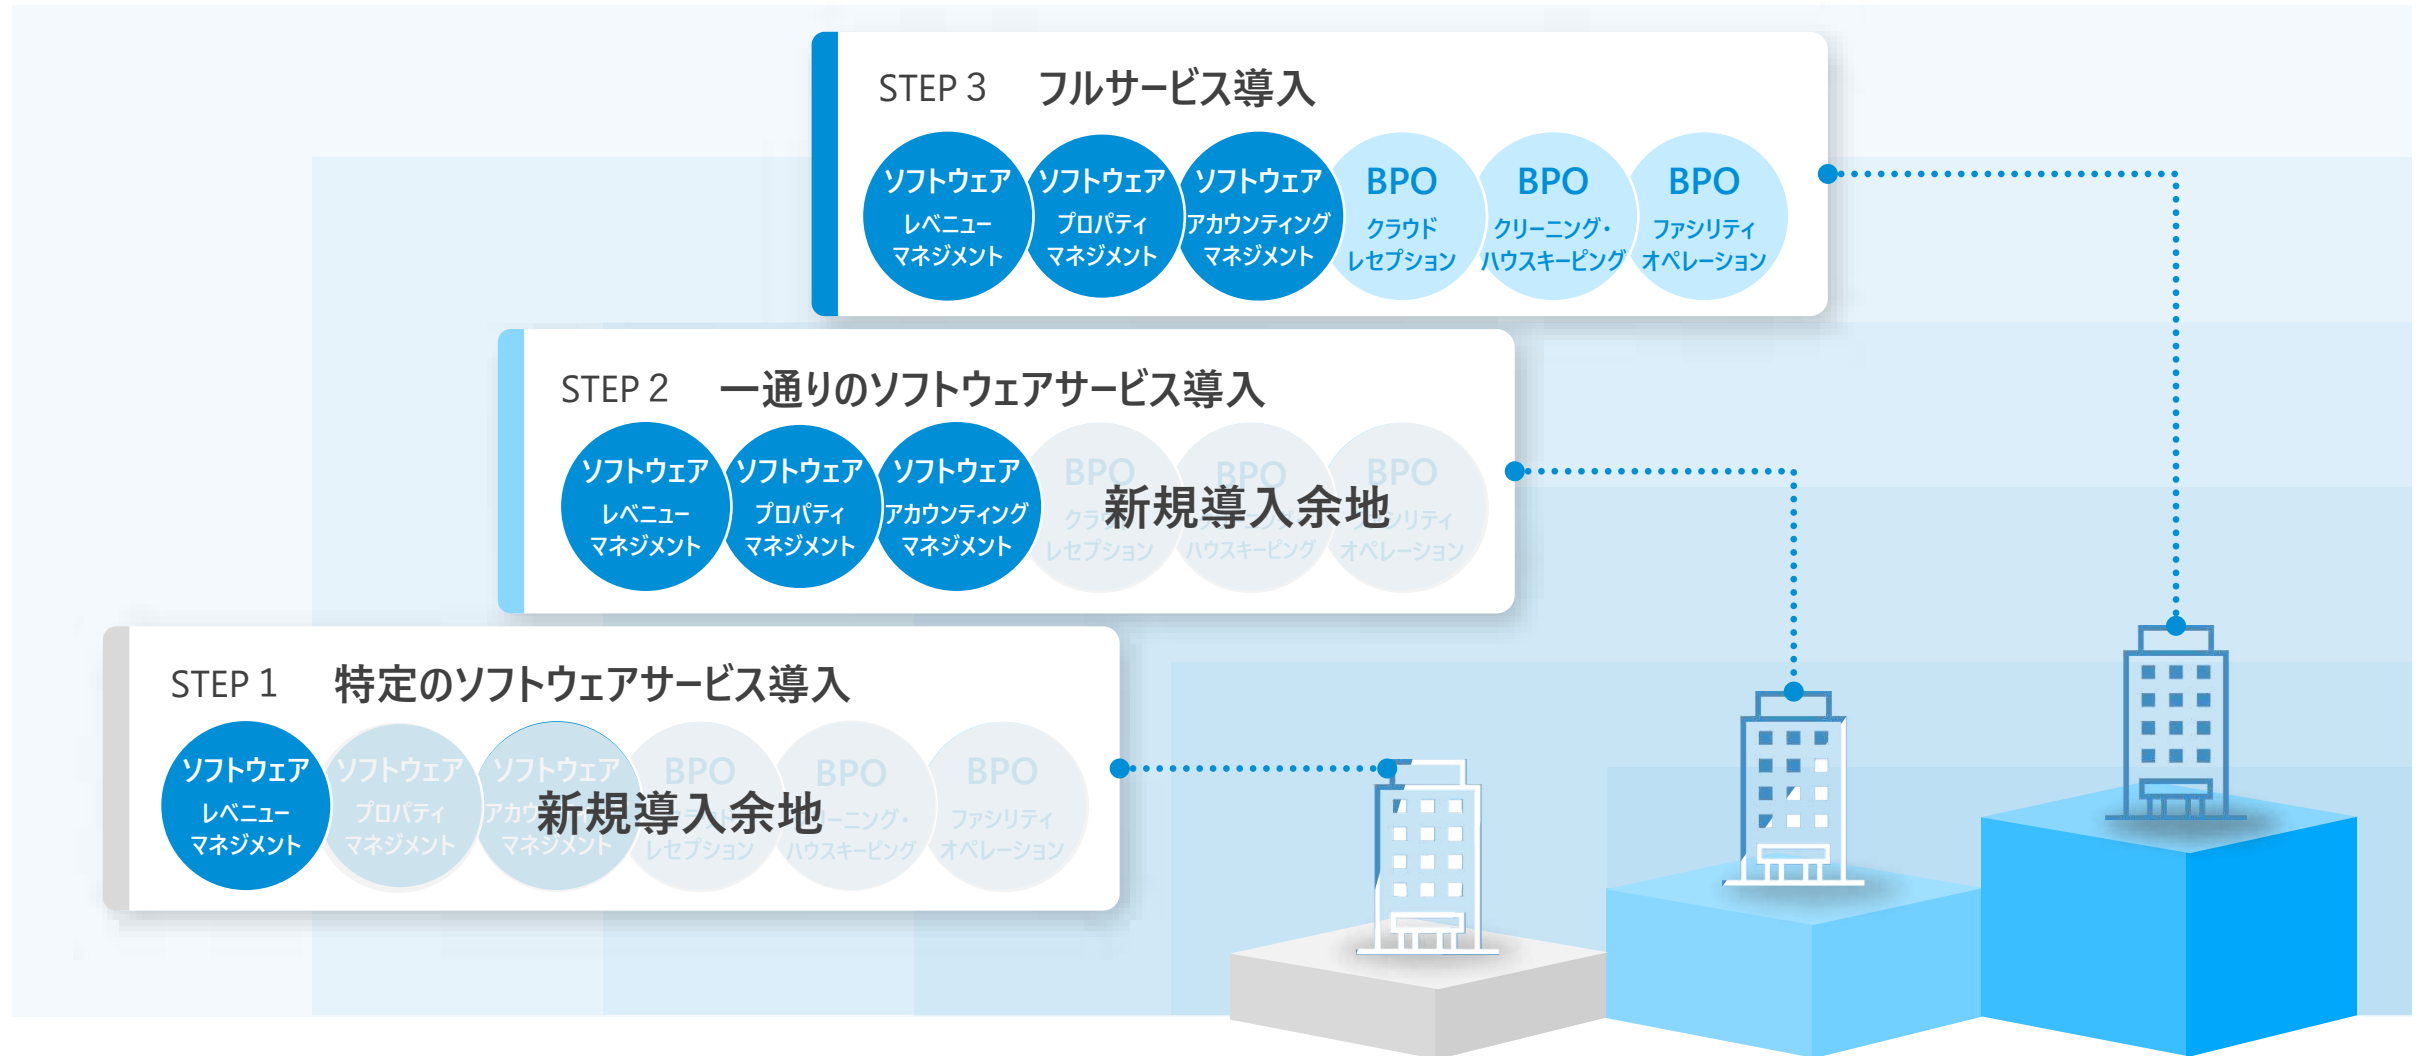 STEP 3 フルサービス導入
ソフトウェア
レベニュー
マネジメント
ソフトウェア
プロパティ
マネジメント
ソフトウェア
アカウンティング
マネジメント
BPO
クラウド
レセプション
BPO
クリーニング・
ハウスキーピング
BPO
ファシリティ
オペレーション
STEP 2 一通りのソフトウェアサービス導入
ソフトウェア
レベニュー
マネジメント
ソフトウェア
プロパティ
マネジメント
ソフトウェア
アカウンティング
マネジメント
新規導入余地
BPO
レセプション
BPO
ハウスキーピング
BPO
オペレーション
STEP 1 特定のソフトウェアサービス導入
ソフトウェア
レベニュー
マネジメント
ソフトウェア
プロパティ
マネジメント
ソフトウェア
マネジメント
新規導入余地
BPO
レセプション
BPO
ハウスキーピング
BPO
ファシリティ
オペレーション